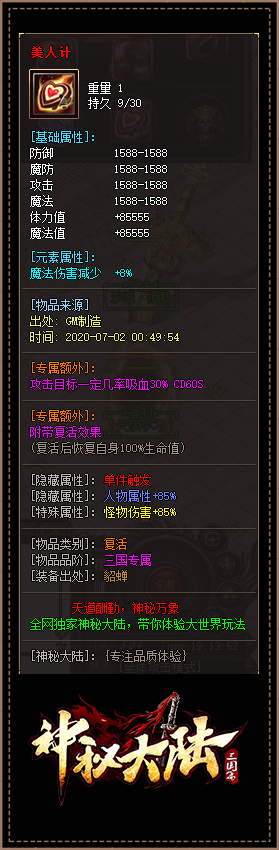 美人计
重量 1
持久 9/30
[基础属性]:
防御 1588-1588
魔防 1588-1588
攻击 1588-1588
魔法 1588-1588
体力值 +85555
魔法值 +85555
[元素属性]:
魔法伤害减少 +8%
[物品来源]
出处: GM制造
时间: 2020-07-02 00:49:54
[专属额外]:
攻击目标一定几率吸血30% CD60S
[专属额外]:
附带复活效果
(复活后恢复自身100%生命值)
[隐藏属性]: 单件触发
[隐藏属性]: 人物属性+85%
[特殊属性]: 怪物伤害+85%
[物品类别]: 复活
[物品品阶]: 三国专属
[装备出处]: 貂蝉
天道酬勤，神秘万象
全网独家神秘大陆，带你体验大世界玩法
19:13:52
[神秘大陆]: {专注品质体验}
神秘大陆
三国篇